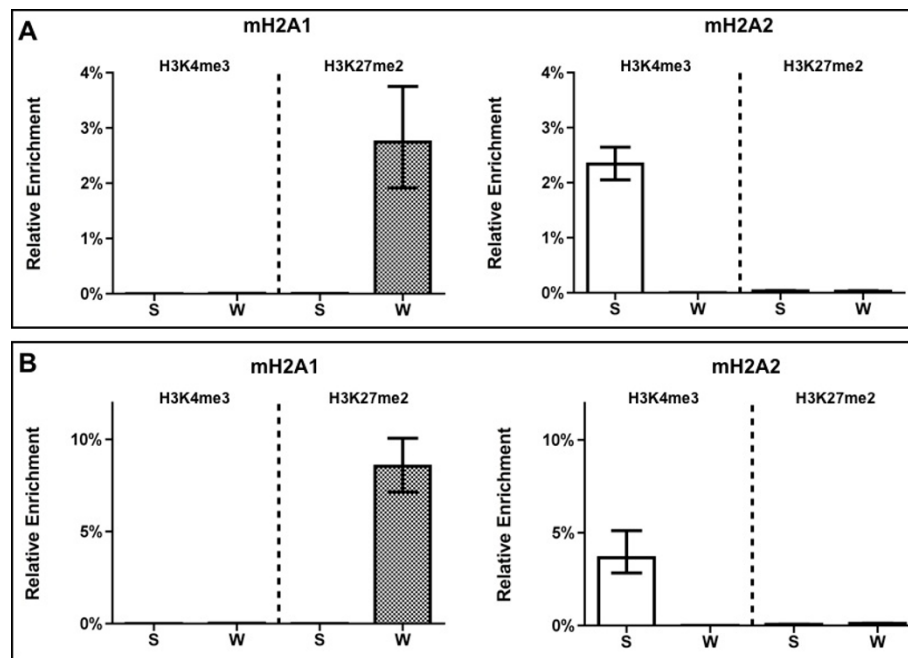 A
mH2A1
H3K4me3 H3K27me2
Relative Enrichment
4%
3%
2%
1%
0%
S W S W
mH2A2
H3K4me3 H3K27me2
Relative Enrichment
4%
3%
2%
1%
0%
S W S W
B
mH2A1
H3K4me3 H3K27me2
Relative Enrichment
10%
5%
0%
S W S W
mH2A2
H3K4me3 H3K27me2
Relative Enrichment
10%
5%
0%
S W S W